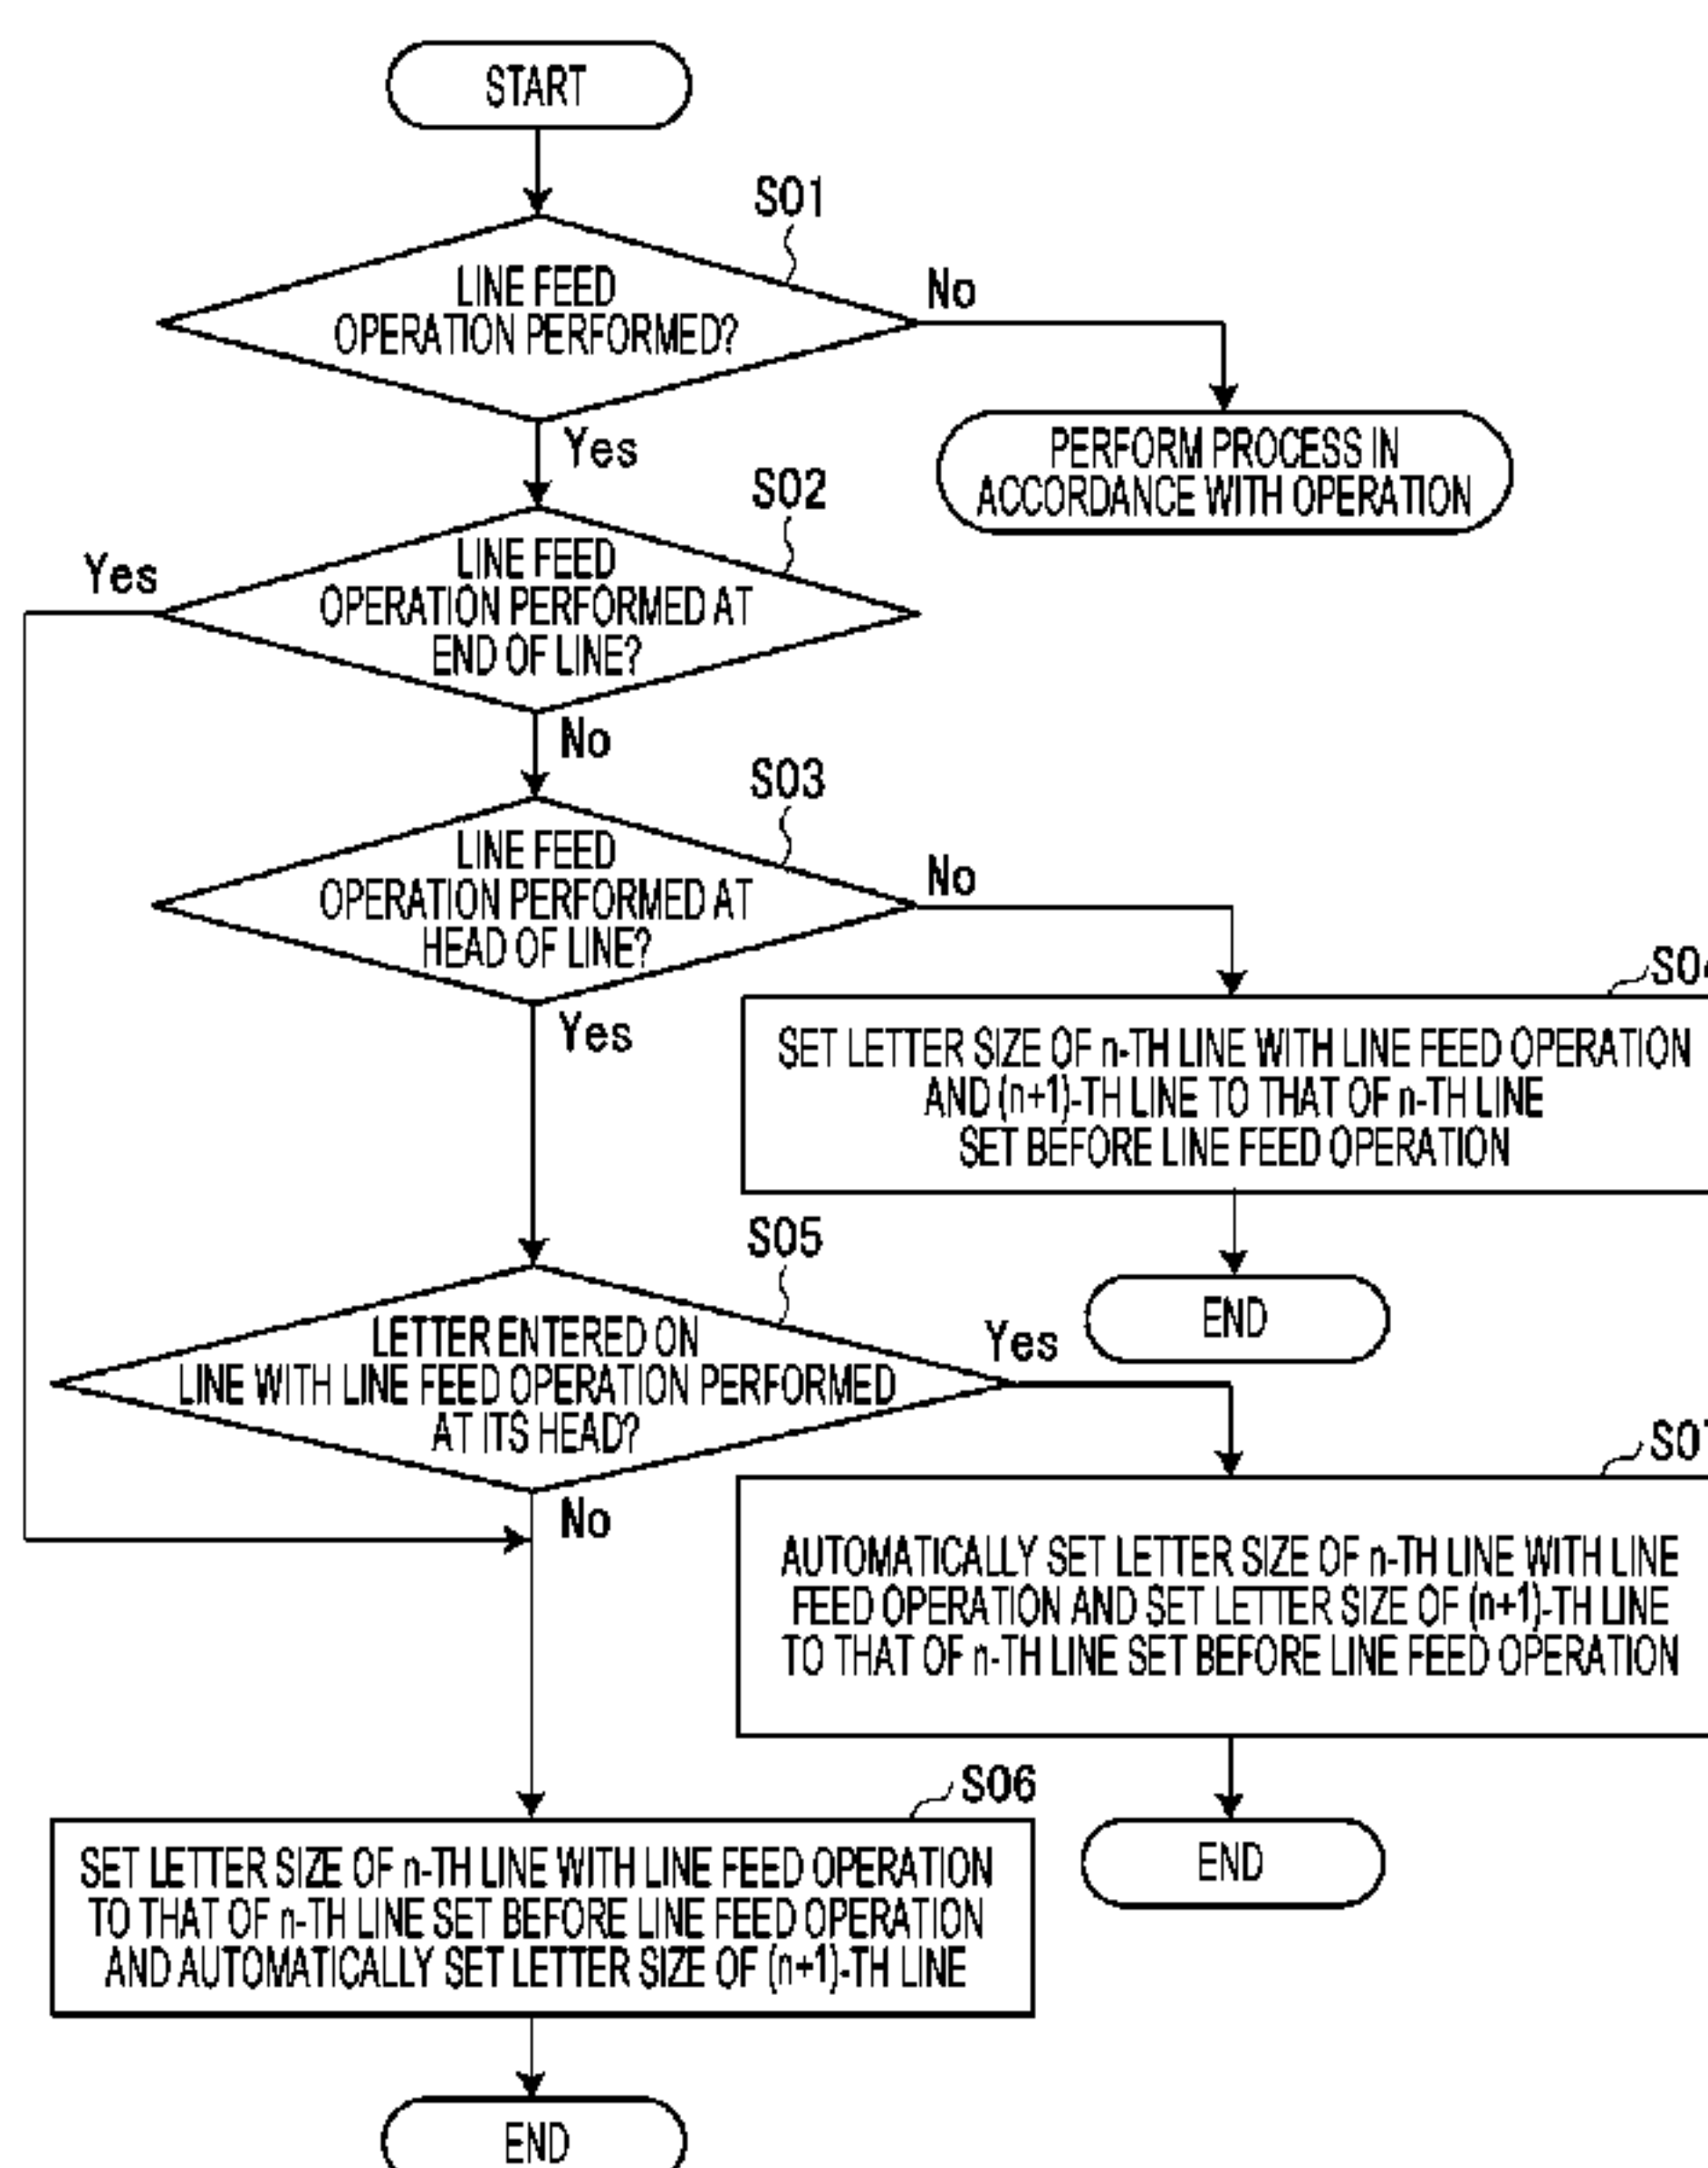 START
S01
LINE FEED
OPERATION PERFORMED?
No
PERFORM PROCESS IN
ACCORDANCE WITH OPERATION
Yes
S02
LINE FEED
OPERATION PERFORMED AT
END OF LINE?
Yes
No
S03
LINE FEED
OPERATION PERFORMED AT
HEAD OF LINE?
No
S04
SET LETTER SIZE OF n-TH LINE WITH LINE FEED OPERATION
AND (n+1)-TH LINE TO THAT OF n-TH LINE
SET BEFORE LINE FEED OPERATION
END
Yes
S05
LETTER ENTERED ON
LINE WITH LINE FEED OPERATION PERFORMED
AT ITS HEAD?
Yes
S07
AUTOMATICALLY SET LETTER SIZE OF n-TH LINE WITH LINE
FEED OPERATION AND SET LETTER SIZE OF (n+1)-TH LINE
TO THAT OF n-TH LINE SET BEFORE LINE FEED OPERATION
END
No
S06
SET LETTER SIZE OF n-TH LINE WITH LINE FEED OPERATION
TO THAT OF n-TH LINE SET BEFORE LINE FEED OPERATION
AND AUTOMATICALLY SET LETTER SIZE OF (n+1)-TH LINE
END